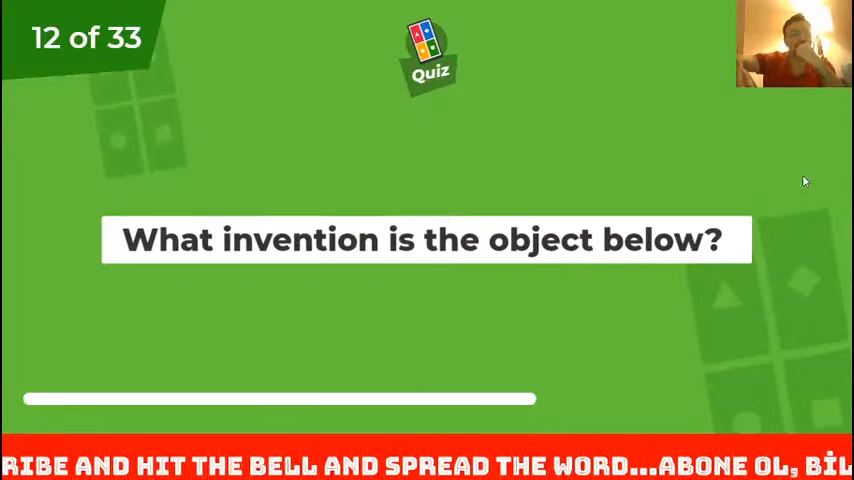 12 of 33
Quiz
What invention is the object below?
RIBE AND HIT THE BELL AND SPREAD THE WORD...ABONE OL, BİL